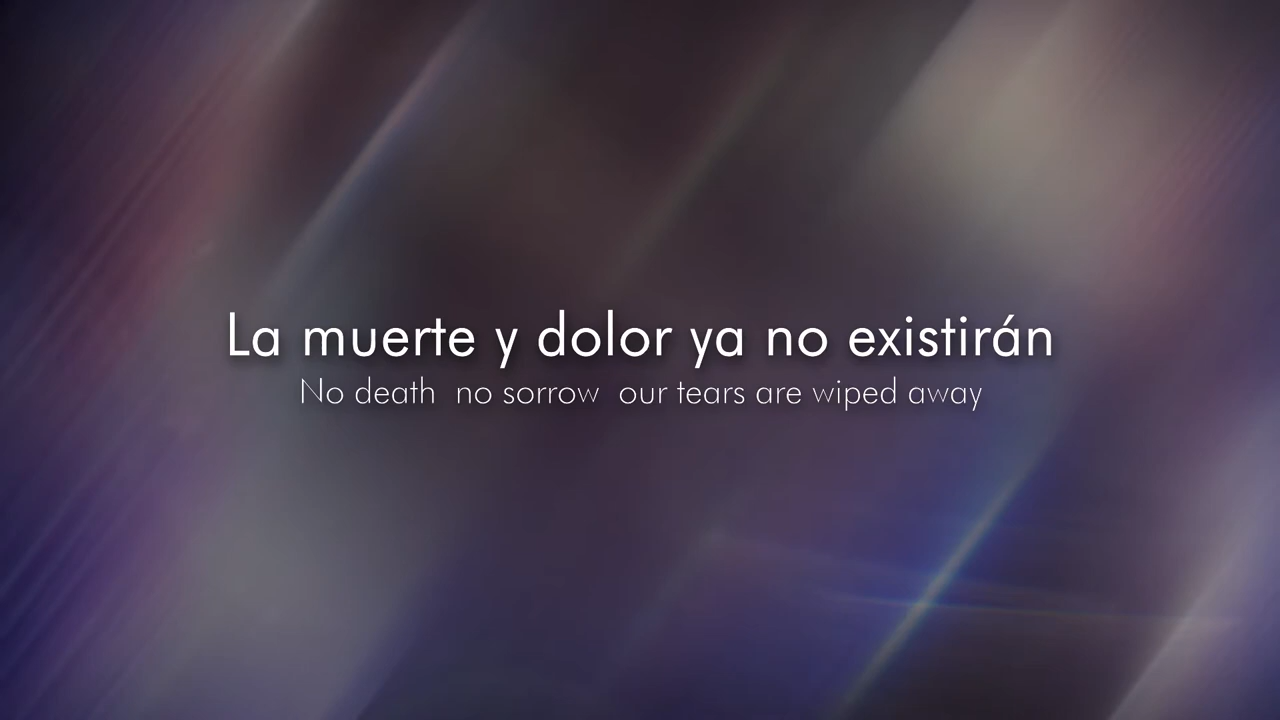 La muerte y dolor ya no existirán
No death  no sorrow  our tears are wiped away